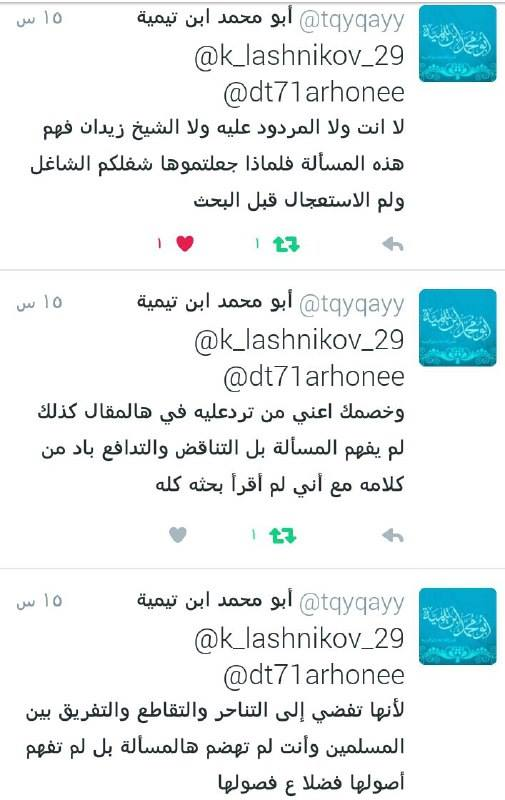 أبو محمد ابن تيمية @tqyqayy ١٥ س
@k_lashnikov_29
@dt71arhonee
لا انت ولا المردود عليه ولا الشيخ زيدان فهم
هذه المسألة فلماذا جعلتموها شغلكم الشاغل
ولم الاستعجال قبل البحث
١ ١
أبو محمد ابن تيمية @tqyqayy ١٥ س
@k_lashnikov_29
@dt71arhonee
وخصمك اعني من تردعليه في هالمقال كذلك
لم يفهم المسألة بل التناقض والتدافع باد من
كلامه مع أني لم أقرأ بحثه كله
١
أبو محمد ابن تيمية @tqyqayy ١٥ س
@k_lashnikov_29
@dt71arhonee
لأنها تفضي إلى التناحر والتقاطع والتفريق بين
المسلمين وأنت لم تهضم هالمسألة بل لم تفهم
أصولها فضلا ع فصولها